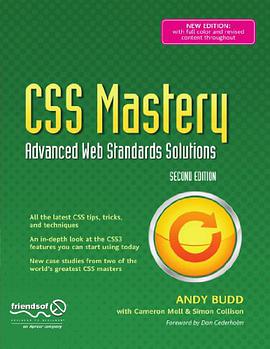 NEW EDITION:
with full color and revised
content throughout
CSS Mastery
Advanced Web Standards Solutions
SECOND EDITION
All the latest CSS tips, tricks,
and techniques
An in-depth look at the CSS3
features you can start using today
New case studies from two of the
world's greatest CSS masters
ANDY BUDD
with Cameron Moll & Simon Collison
Foreword by Dan Cederholm
friendsof
DESIGNER TO DESIGNER
an Apress company